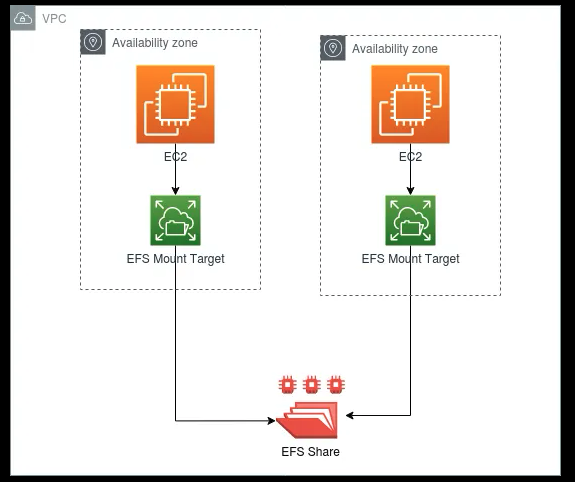 VPC
Availability zone
Availability zone
EC2
EC2
EFS Mount Target
EFS Mount Target
EFS Share